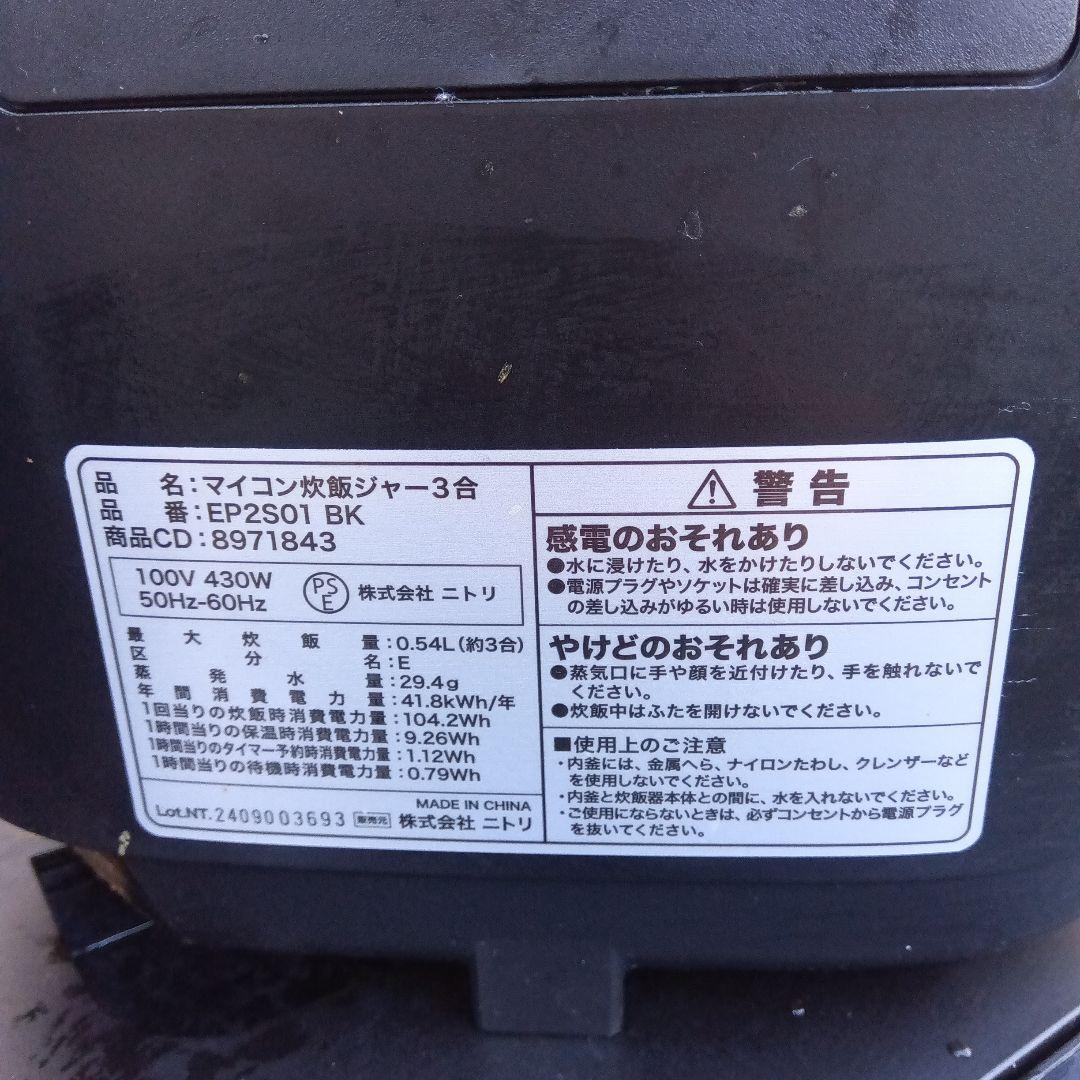 品名：マイコン炊飯ジャー3合
品番：EP2S01 BK
商品CD：8971843
100V 430W
50Hz-60Hz
PSE
株式会社 ニトリ
最大炊飯量：0.54L（約3合）
区分名：E
蒸発水量：29.4g
年間消費電力量：41.8kWh/年
1回当りの炊飯時消費電力量：104.2Wh
1時間当りの保温時消費電力量：9.26Wh
1時間当りのタイマー予約時消費電力量：1.12Wh
1時間当りの待機時消費電力量：0.79Wh
MADE IN CHINA
Lot.NT.2409003693 販売元 株式会社 ニトリ
警告
感電のおそれあり
●水に浸けたり、水をかけたりしないでください。
●電源プラグやソケットは確実に差し込み、コンセント
の差し込みがゆるい時は使用しないでください。
やけどのおそれあり
●蒸気口に手や顔を近付けたり、手を触れないで
ください。
●炊飯中はふたを開けないでください。
■使用上のご注意
・内釜には、金属へら、ナイロンたわし、クレンザーなど
を使用しないでください。
・内釜と炊飯器本体との間に、水を入れないでください。
・ご使用にならないときは、必ずコンセントから電源プラグ
を抜いてください。